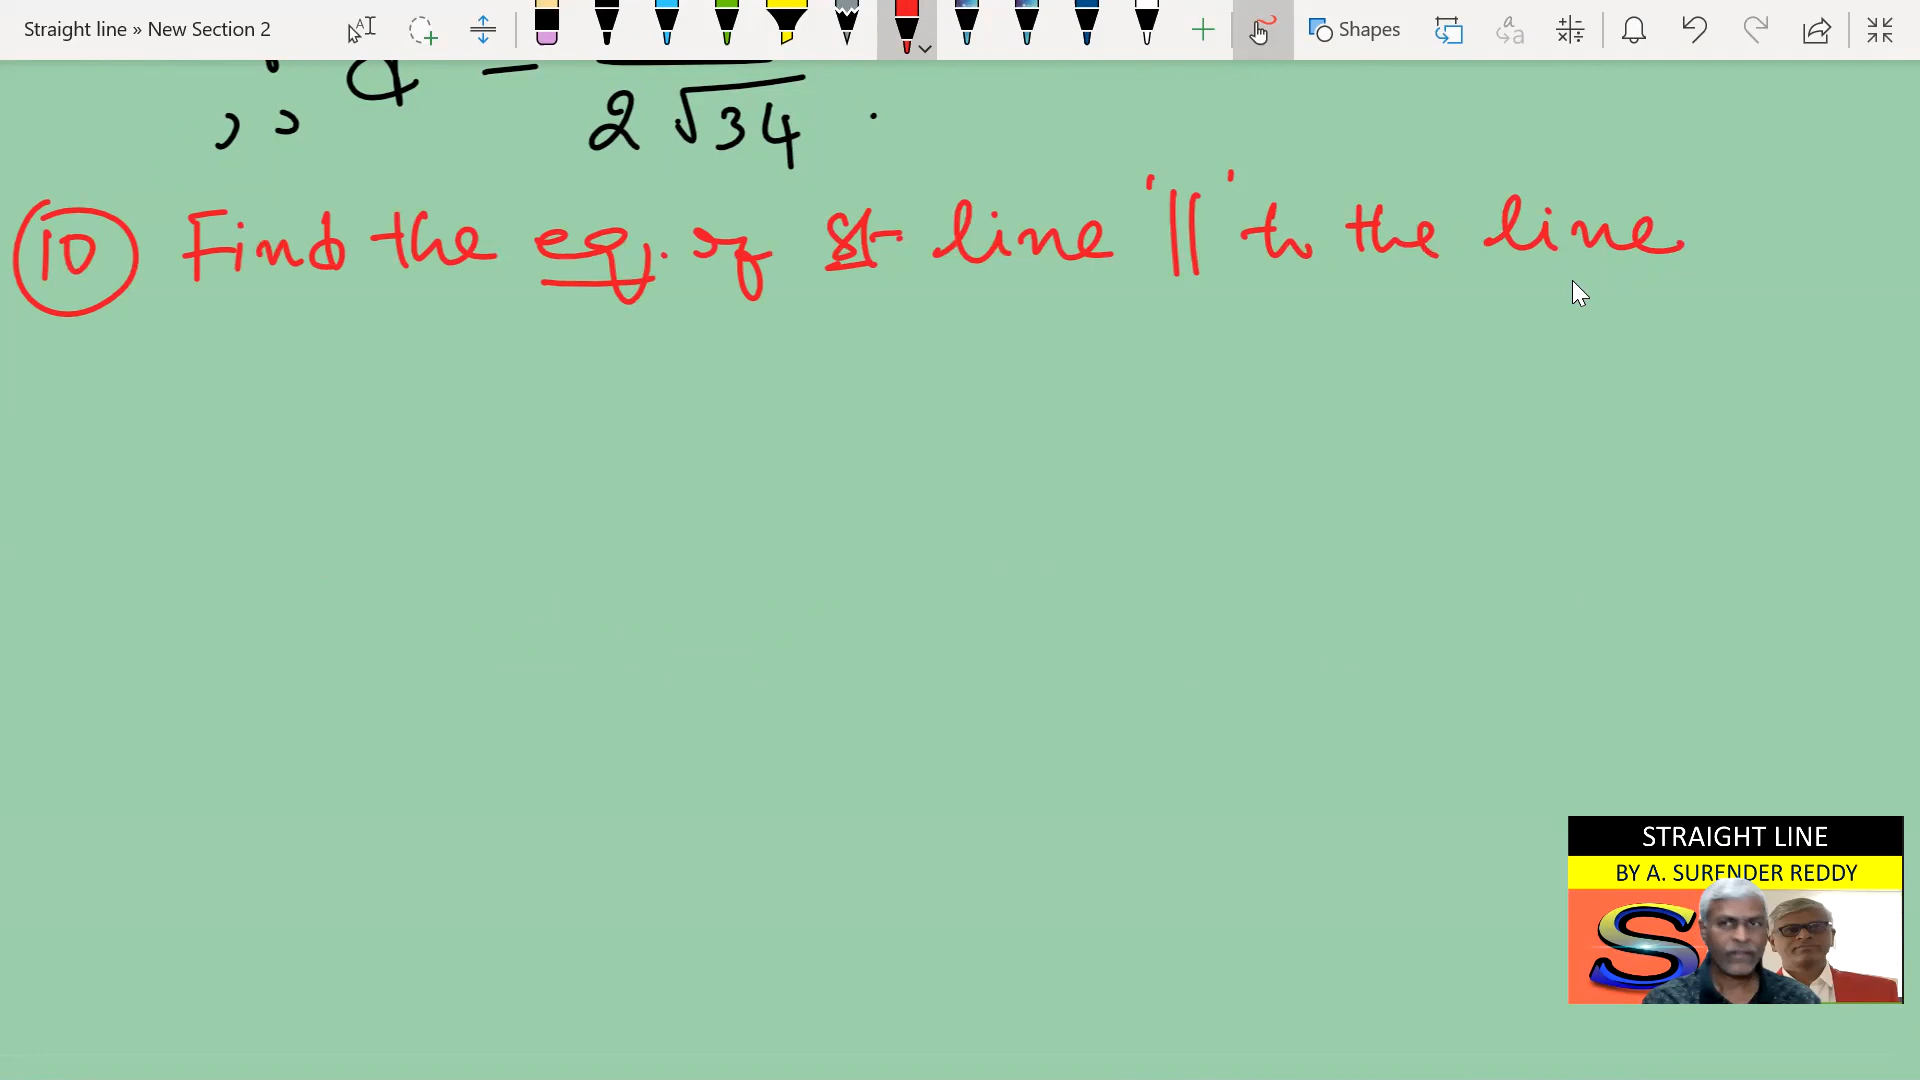 Straight line » New Section 2
Shapes
2 √34 .
, ,
10 Find the eq. of st line '||' to the line
STRAIGHT LINE
BY A. SURENDER REDDY
S